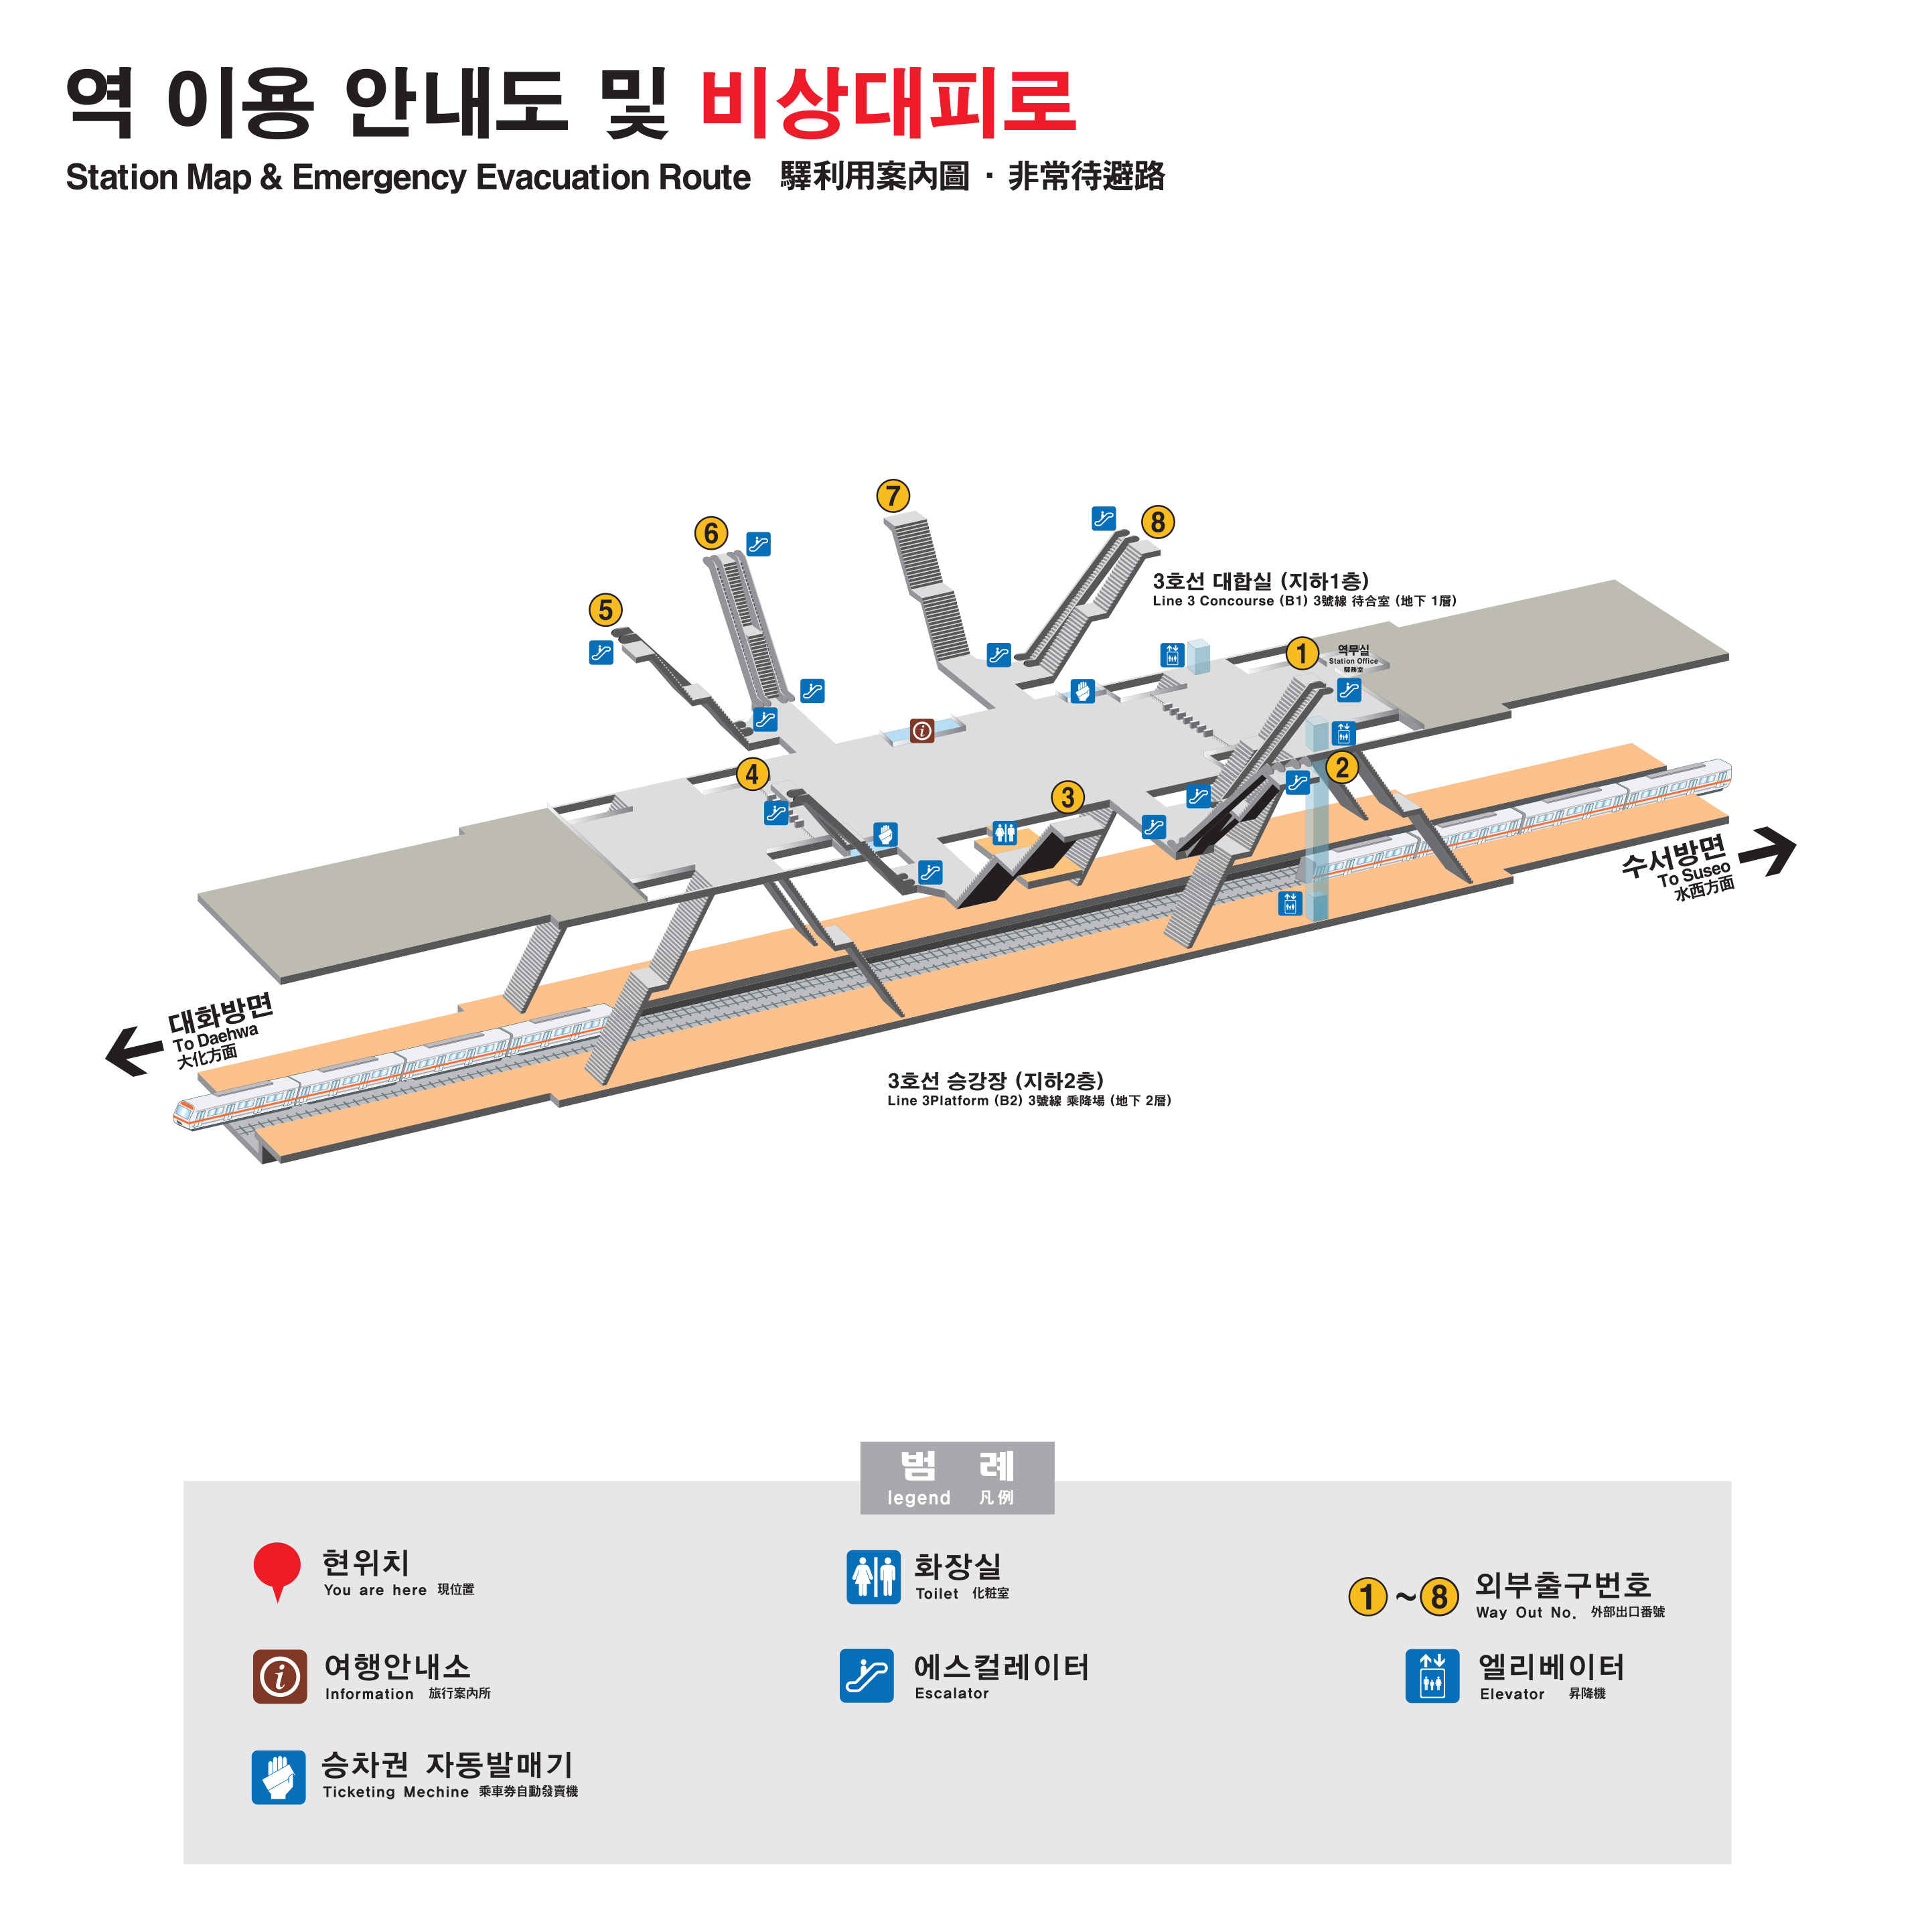 역 이용 안내도 및 비상대피로
Station Map & Emergency Evacuation Route 驛利用案內圖 · 非常待避路
7
8
6
3호선 대합실 (지하1층)
Line 3 Concourse (B1) 3號線 待合室 (地下 1層)
5
1
역무실
Station Office
驛務室
4
2
3
수서방면
To Suseo
水西方面
대화방면
To Daehwa
大化方面
3호선 승강장 (지하2층)
Line 3Platform (B2) 3號線 乘降場 (地下 2層)
범 례
legend 凡例
현위치
You are here 現位置
화장실
Toilet 化粧室
1 ~ 8 외부출구번호
Way Out No. 外部出口番號
여행안내소
Information 旅行案內所
에스컬레이터
Escalator
엘리베이터
Elevator 昇降機
승차권 자동발매기
Ticketing Mechine 乘車券自動發賣機